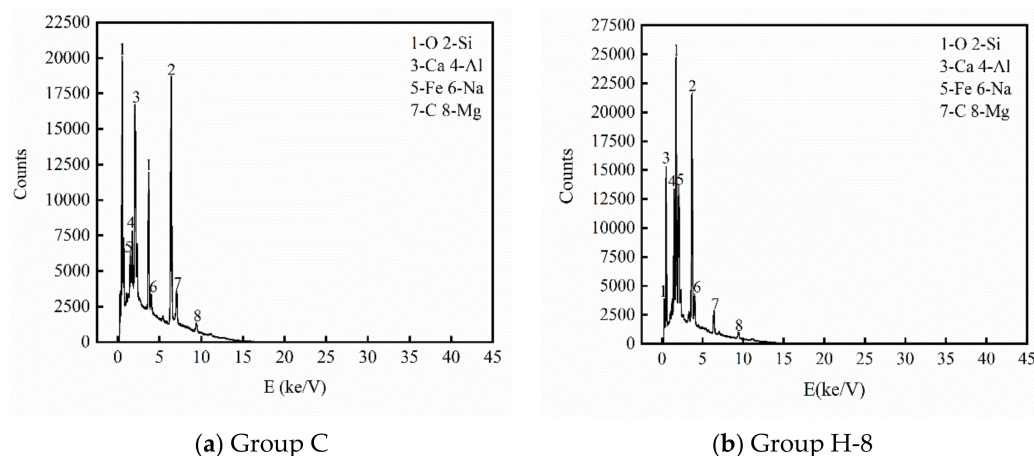 22500
20000
17500
15000
12500
10000
7500
5000
2500
0
Counts
1
2
3
1
4
5
6
7
8
1-O 2-Si
3-Ca 4-Al
5-Fe 6-Na
7-C 8-Mg
0 5 10 15 20 25 30 35 40 45
E (ke/V)
(a) Group C
27500
25000
22500
20000
17500
15000
12500
10000
7500
5000
2500
0
Counts
1
2
3
4 5
1
6
7
8
1-O 2-Si
3-Ca 4-Al
5-Fe 6-Na
7-C 8-Mg
0 5 10 15 20 25 30 35 40 45
E(ke/V)
(b) Group H-8